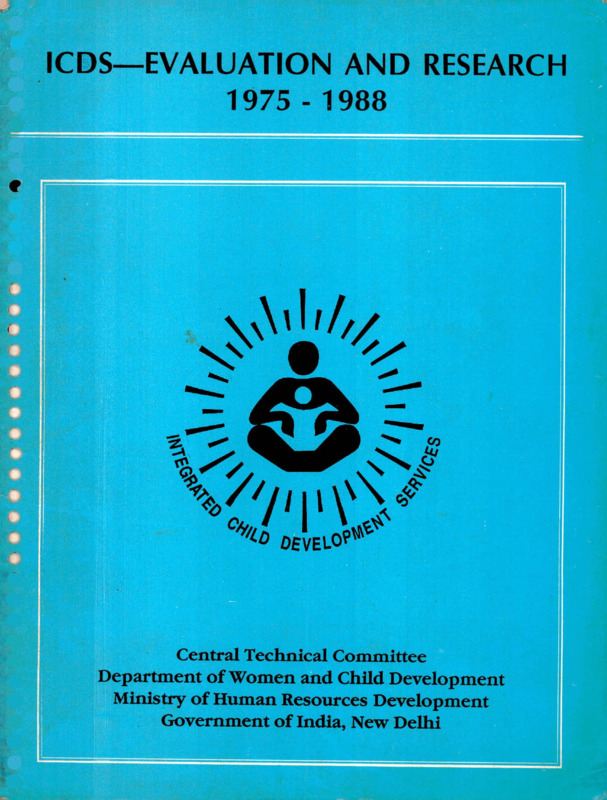 ICDS—EVALUATION AND RESEARCH
1975 - 1988
INTEGRATED CHILD DEVELOPMENT SERVICES
Central Technical Committee
Department of Women and Child Development
Ministry of Human Resources Development
Government of India, New Delhi